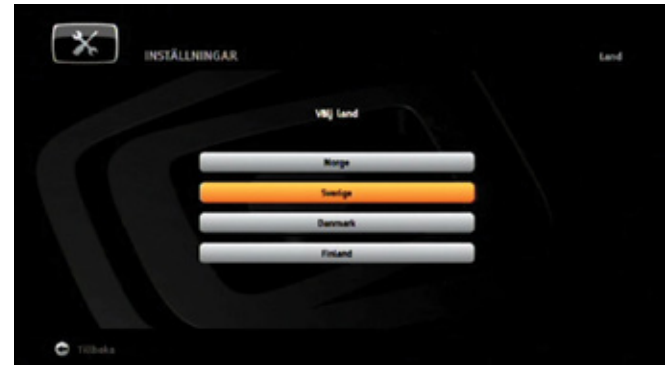 INSTÄLLNINGAR
Land
Välj land
Norge
Sverige
Danmark
Finland
Tillbaka